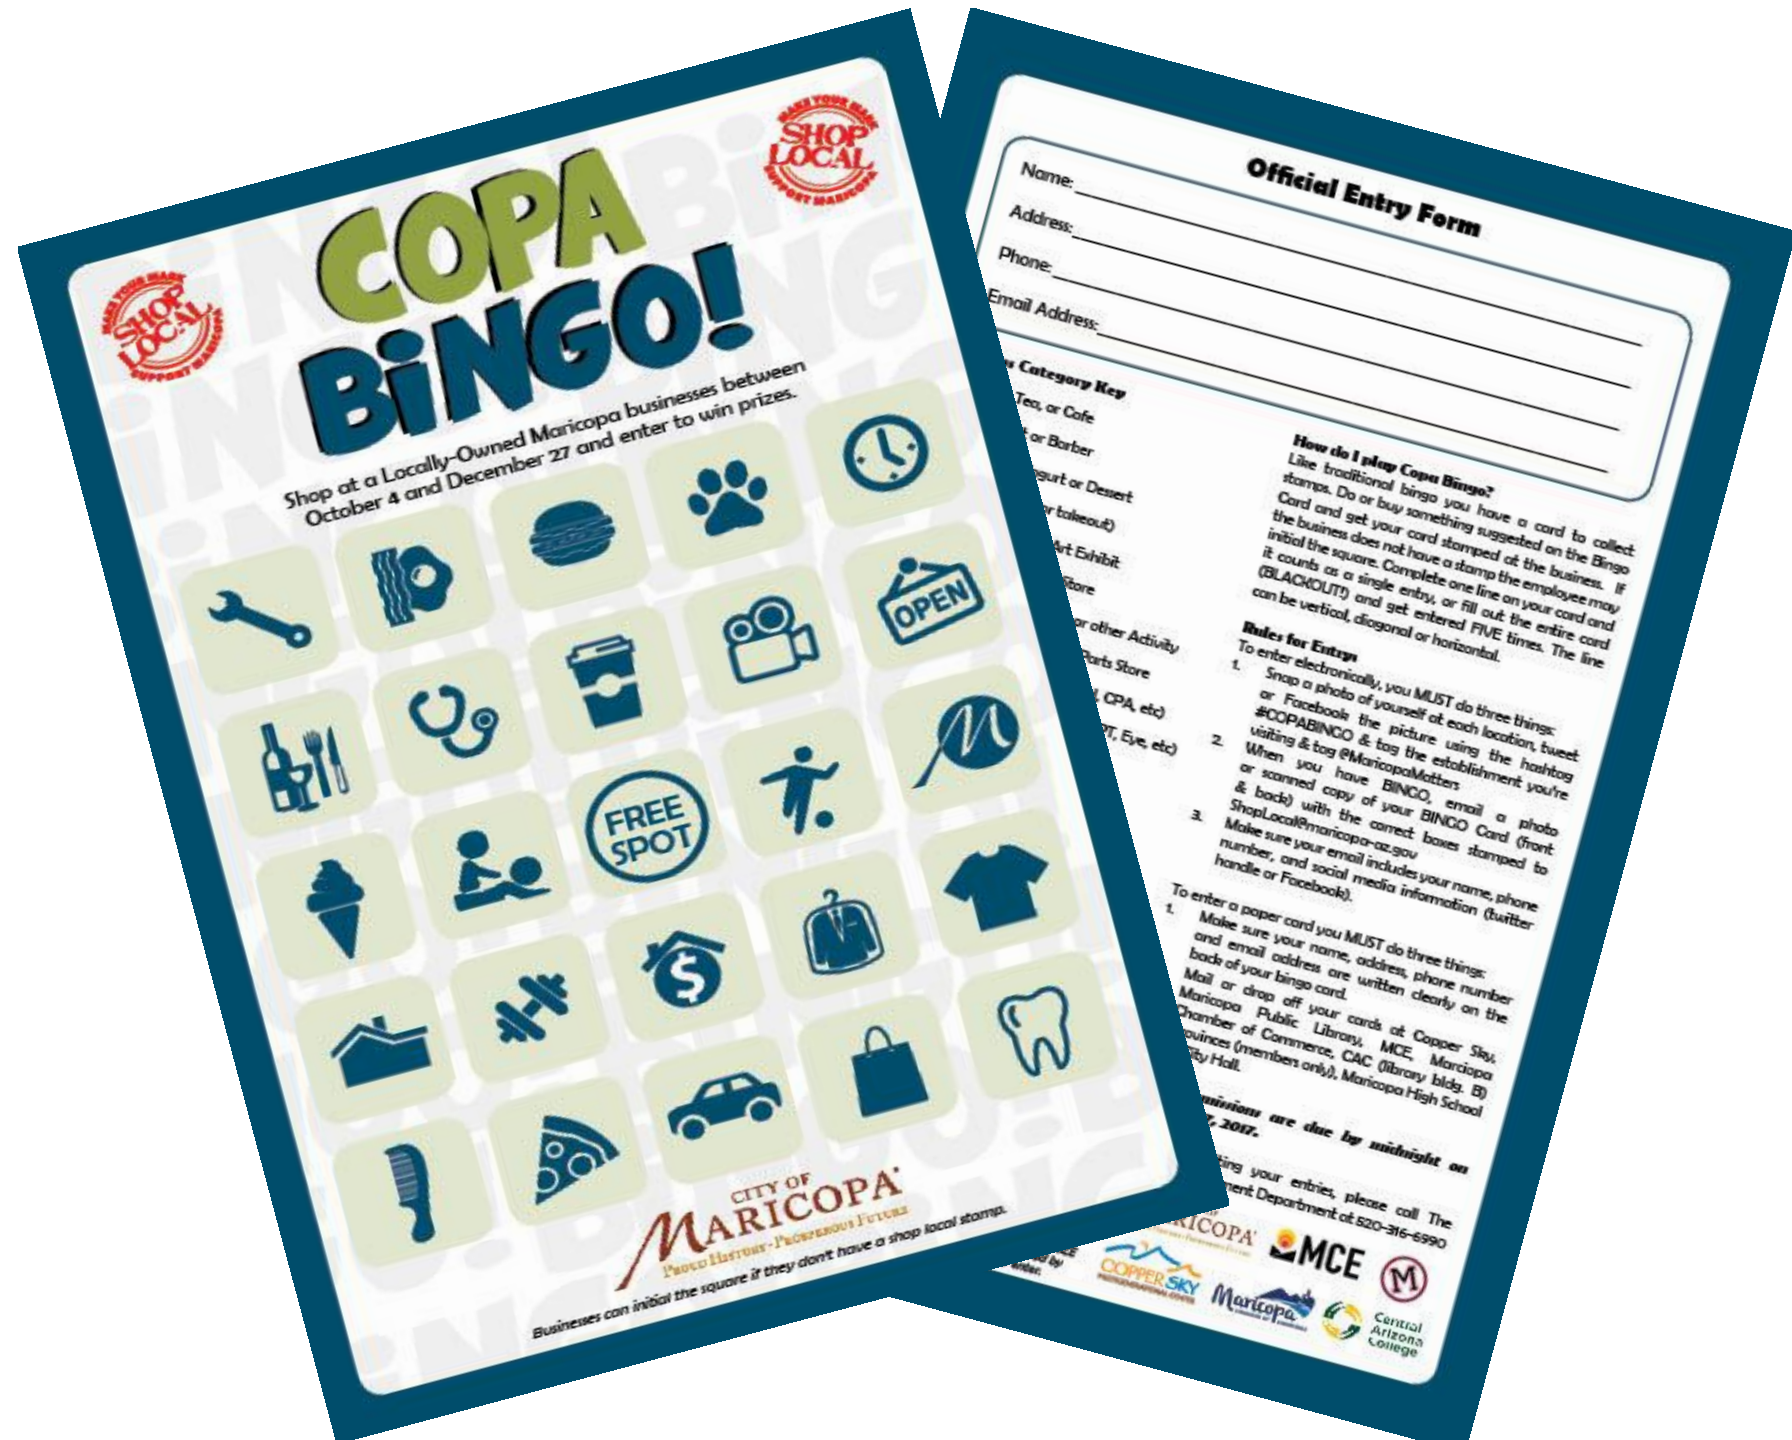 MAKE YOUR MARK
SHOP
LOCAL
SUPPORT MARICOPA
MAKE YOUR MARK
SHOP
LOCAL
SUPPORT MARICOPA
COPA
BiNGO!
Shop at a Locally-Owned Maricopa businesses between
October 4 and December 27 and enter to win prizes.
OPEN
M
FREE
SPOT
$
CITY OF
MARICOPA
PROUD HISTORY - PROSPEROUS FUTURE
Businesses can initial the square if they don't have a shop local stamp.
Official Entry Form
Name:
Address:
Phone:
Email Address:
Category Key
Tea, or Cafe
or Barber
or Dessert
takeout)
Art Exhibit
or other Activity
Parts Store
CPA, etc)
Eye, etc)
How do I play Copa Bingo?
Like traditional bingo you have a card to collect
stamps. Do or buy something suggested on the Bingo
Card and get your card stamped at the business. If
the business does not have a stamp the employee may
initial the square. Complete one line on your card and
it counts as a single entry, or fill out the entire card
(BLACKOUT!) and get entered FIVE times. The line
can be vertical, diagonal or horizontal.
Rules for Entry:
To enter electronically, you MUST do three things:
1. Snap a photo of yourself at each location, tweet
or Facebook the picture using the hashtag
#COPABINGO & tag the establishment you're
visiting & tag @MaricopaMatters
2. When you have BINGO, email a photo
or scanned copy of your BINGO Card (front
& back) with the correct boxes stamped to
ShopLocal@maricopa-az.gov
3. Make sure your email includes your name, phone
number, and social media information (twitter
handle or Facebook).
To enter a paper card you MUST do three things:
1. Make sure your name, address, phone number
and email address are written clearly on the
back of your bingo card.
Mail or drop off your cards at Copper Sky,
Maricopa Public Library, MCE, Marciopa
Chamber of Commerce, CAC (library bldg. B)
(members only), Maricopa High School
City Hall.
are due by midnight on
2017.
your entries, please call The
Department at 520-316-6990
MCE
COPPER SKY
Maricopa
M
Central
Arizona
College